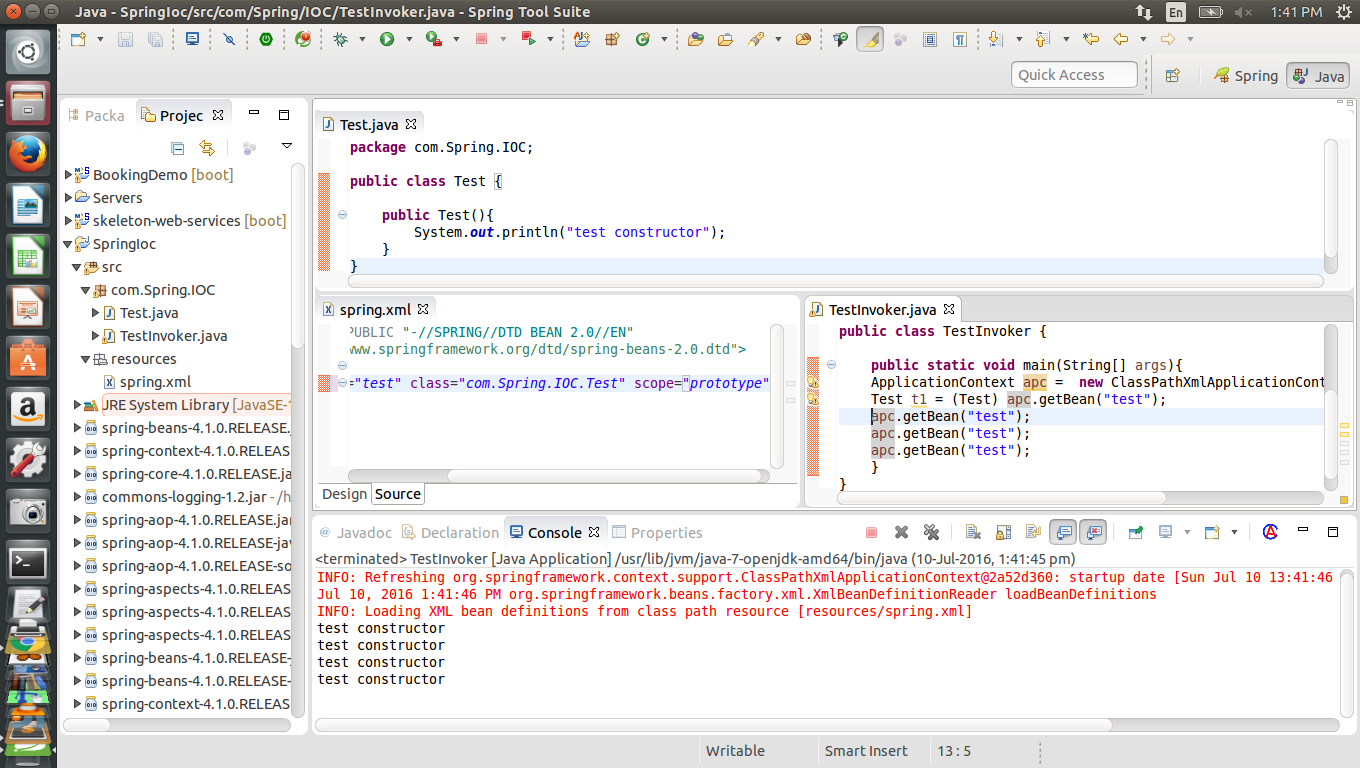 Java - SpringIoc/src/com/Spring/IOC/TestInvoker.java - Spring Tool Suite
En
1:41 PM
Quick Access
Spring
Java
Packa
Projec
BookingDemo [boot]
Servers
skeleton-web-services [boot]
SpringIoc
src
com.Spring.IOC
Test.java
TestInvoker.java
resources
spring.xml
JRE System Library [JavaSE-1
spring-beans-4.1.0.RELEASE.
spring-context-4.1.0.RELEAS
spring-core-4.1.0.RELEASE.ja
commons-logging-1.2.jar - /h
spring-aop-4.1.0.RELEASE.jar
spring-aop-4.1.0.RELEASE-jav
spring-aop-4.1.0.RELEASE-so
spring-aspects-4.1.0.RELEAS
spring-aspects-4.1.0.RELEAS
spring-aspects-4.1.0.RELEAS
spring-beans-4.1.0.RELEASE-
spring-beans-4.1.0.RELEASE-
spring-context-4.1.0.RELEAS
Test.java
package com.Spring.IOC;
public class Test {
public Test(){
System.out.println("test constructor");
}
}
spring.xml
PUBLIC "-//SPRING//DTD BEAN 2.0//EN"
www.springframework.org/dtd/spring-beans-2.0.dtd">
="test" class="com.Spring.IOC.Test" scope="prototype"
Design
Source
TestInvoker.java
public class TestInvoker {
public static void main(String[] args){
ApplicationContext apc = new ClassPathXmlApplicationCont
Test t1 = (Test) apc.getBean("test");
apc.getBean("test");
apc.getBean("test");
apc.getBean("test");
}
}
Javadoc
Declaration
Console
Properties
<terminated> TestInvoker [Java Application] /usr/lib/jvm/java-7-openjdk-amd64/bin/java (10-Jul-2016, 1:41:45 pm)
INFO: Refreshing org.springframework.context.support.ClassPathXmlApplicationContext@2a52d360: startup date [Sun Jul 10 13:41:46
Jul 10, 2016 1:41:46 PM org.springframework.beans.factory.xml.XmlBeanDefinitionReader loadBeanDefinitions
INFO: Loading XML bean definitions from class path resource [resources/spring.xml]
test constructor
test constructor
test constructor
test constructor
Writable
Smart Insert
13 : 5